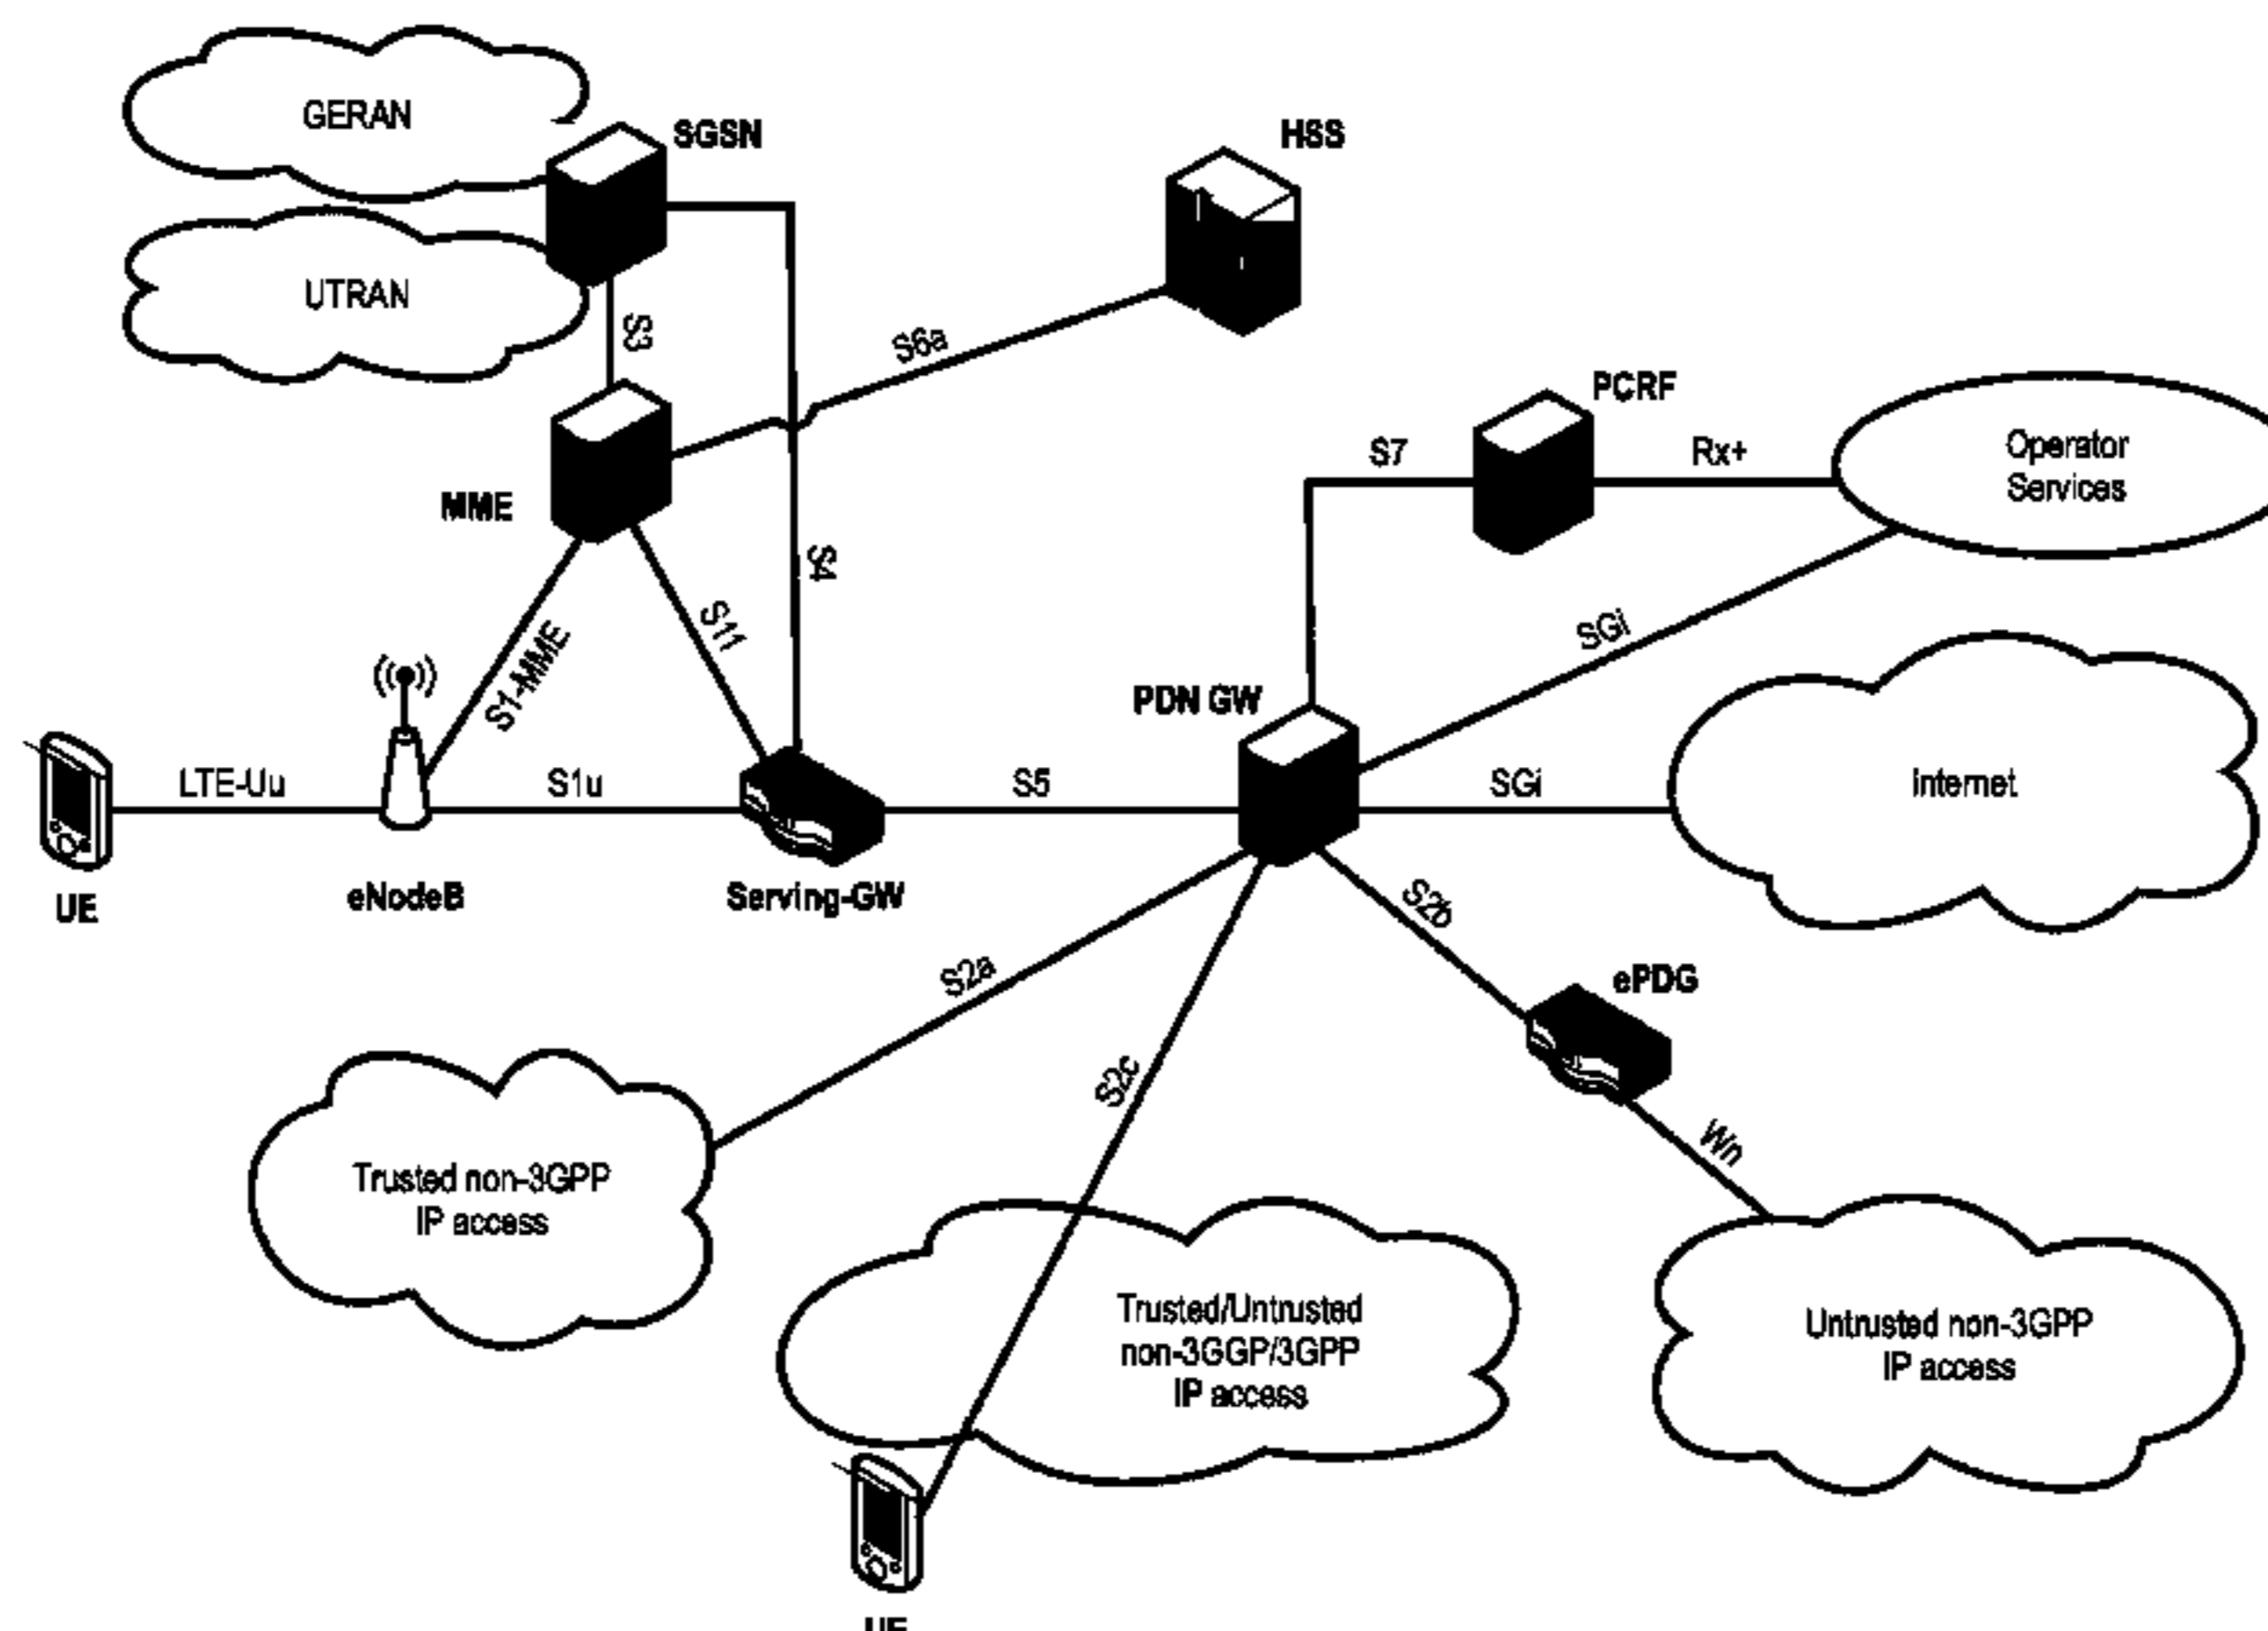 GERAN
SGSN
HSS
UTRAN
S3
S6a
PCRF
Operator
Services
S7
Rx+
MME
S4
S11
S1-MME
SGi
PDN GW
LTE-Uu
S1u
S5
SGi
Internet
UE
eNodeB
Serving-GW
S2b
S2a
ePDG
S2c
Wn
Trusted non-3GPP
IP access
Trusted/Untrusted
non-3GGP/3GPP
IP access
Untrusted non-3GPP
IP access
UE